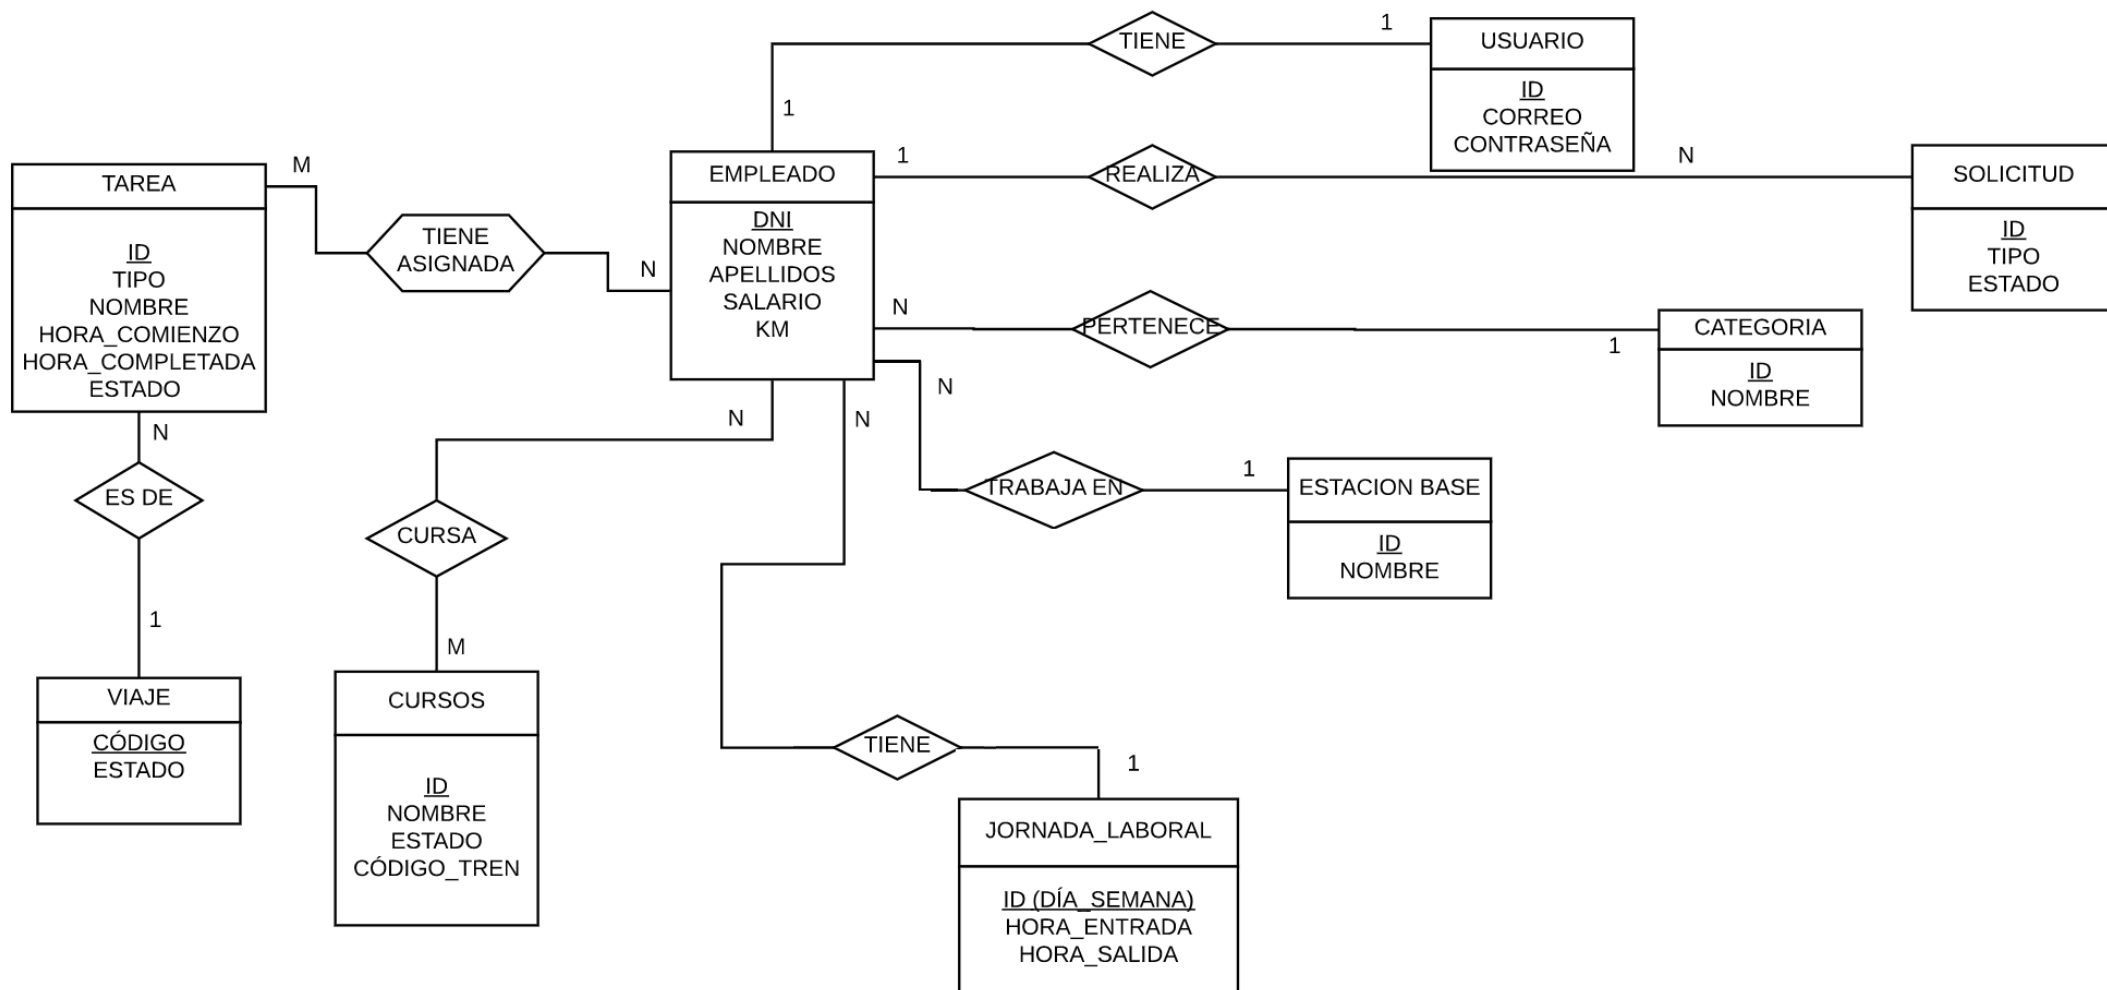 TIENE
1
USUARIO
ID
CORREO
CONTRASEÑA
1
M
TAREA
ID
TIPO
NOMBRE
HORA_COMIENZO
HORA_COMPLETADA
ESTADO
TIENE
ASIGNADA
N
EMPLEADO
DNI
NOMBRE
APELLIDOS
SALARIO
KM
1
REALIZA
N
SOLICITUD
ID
TIPO
ESTADO
N
PERTENECE
1
CATEGORIA
ID
NOMBRE
N
TRABAJA EN
1
ESTACION BASE
ID
NOMBRE
N
ES DE
1
VIAJE
CÓDIGO
ESTADO
N
CURSA
M
CURSOS
ID
NOMBRE
ESTADO
CÓDIGO_TREN
N
TIENE
1
JORNADA_LABORAL
ID (DÍA_SEMANA)
HORA_ENTRADA
HORA_SALIDA